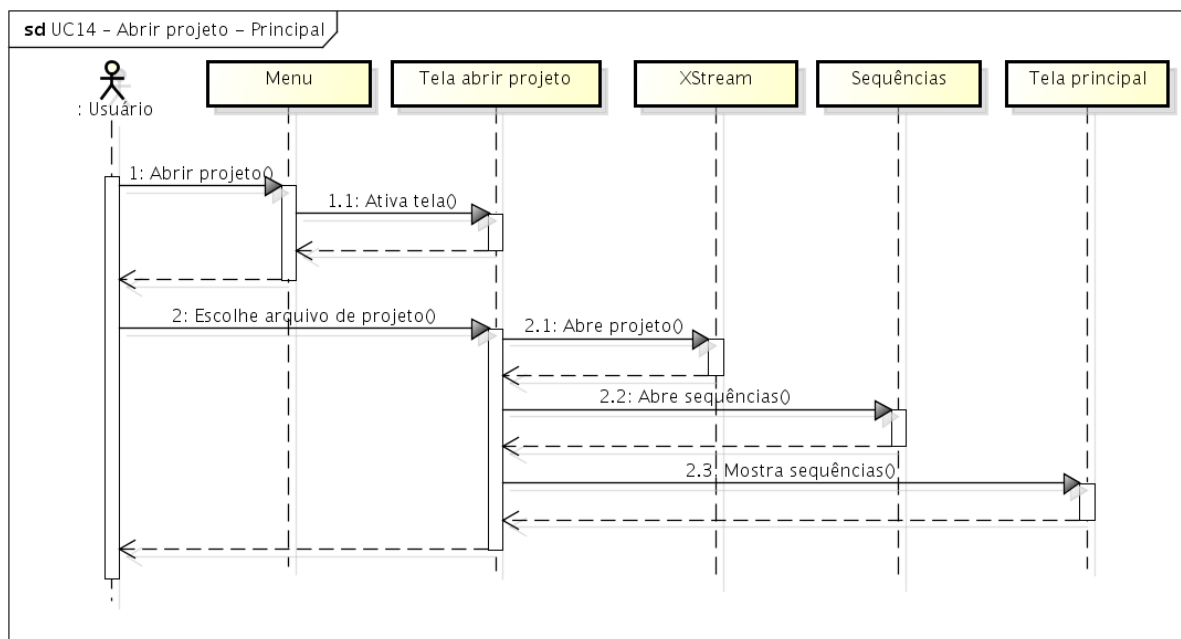 sd UC14 - Abrir projeto - Principal
: Usuário
Menu
Tela abrir projeto
XStream
Sequências
Tela principal
1: Abrir projeto()
1.1: Ativa tela()
2: Escolhe arquivo de projeto()
2.1: Abre projeto()
2.2: Abre sequências()
2.3: Mostra sequências()